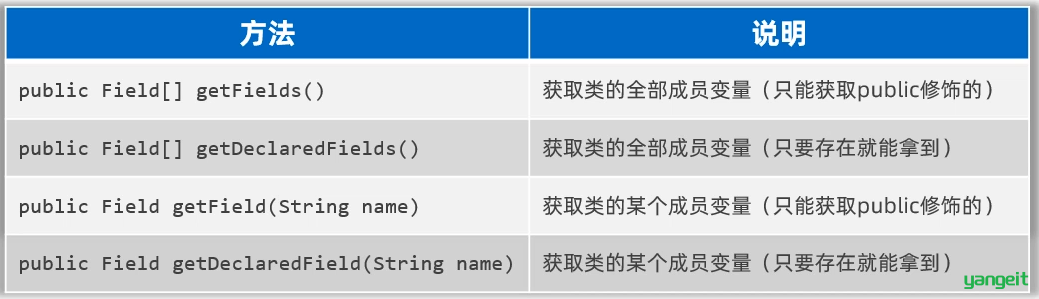 方法 说明
public Field[] getFields() 获取类的全部成员变量（只能获取public修饰的）
public Field[] getDeclaredFields() 获取类的全部成员变量（只要存在就能拿到）
public Field getField(String name) 获取类的某个成员变量（只能获取public修饰的）
public Field getDeclaredField(String name) 获取类的某个成员变量（只要存在就能拿到）
yangeit